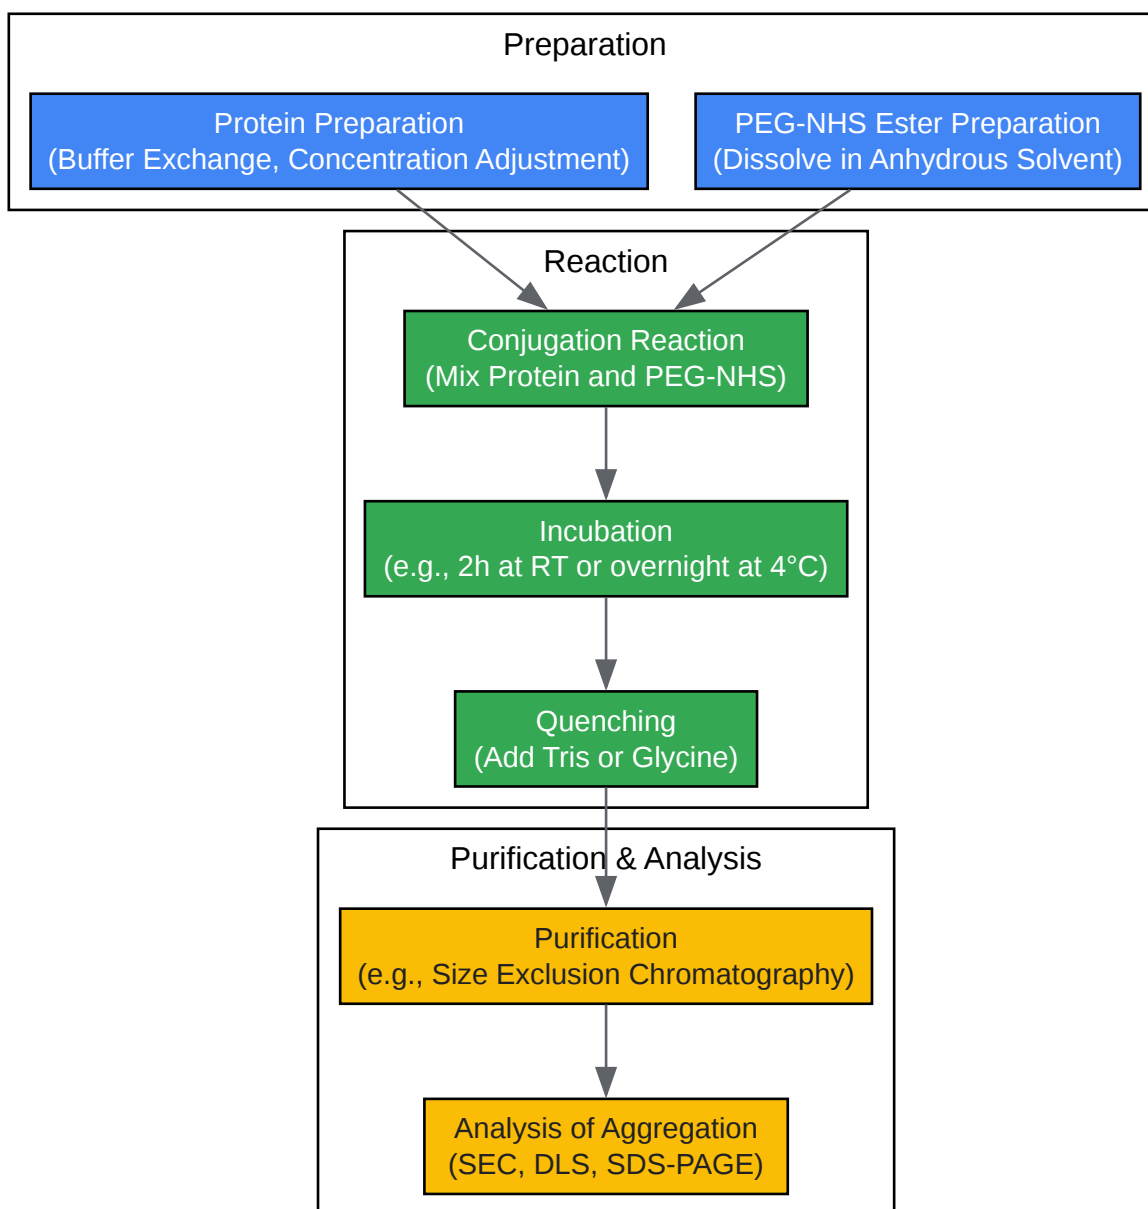 Preparation
Protein Preparation
(Buffer Exchange, Concentration Adjustment)
PEG-NHS Ester Preparation
(Dissolve in Anhydrous Solvent)
Reaction
Conjugation Reaction
(Mix Protein and PEG-NHS)
Incubation
(e.g., 2h at RT or overnight at 4°C)
Quenching
(Add Tris or Glycine)
Purification & Analysis
Purification
(e.g., Size Exclusion Chromatography)
Analysis of Aggregation
(SEC, DLS, SDS-PAGE)